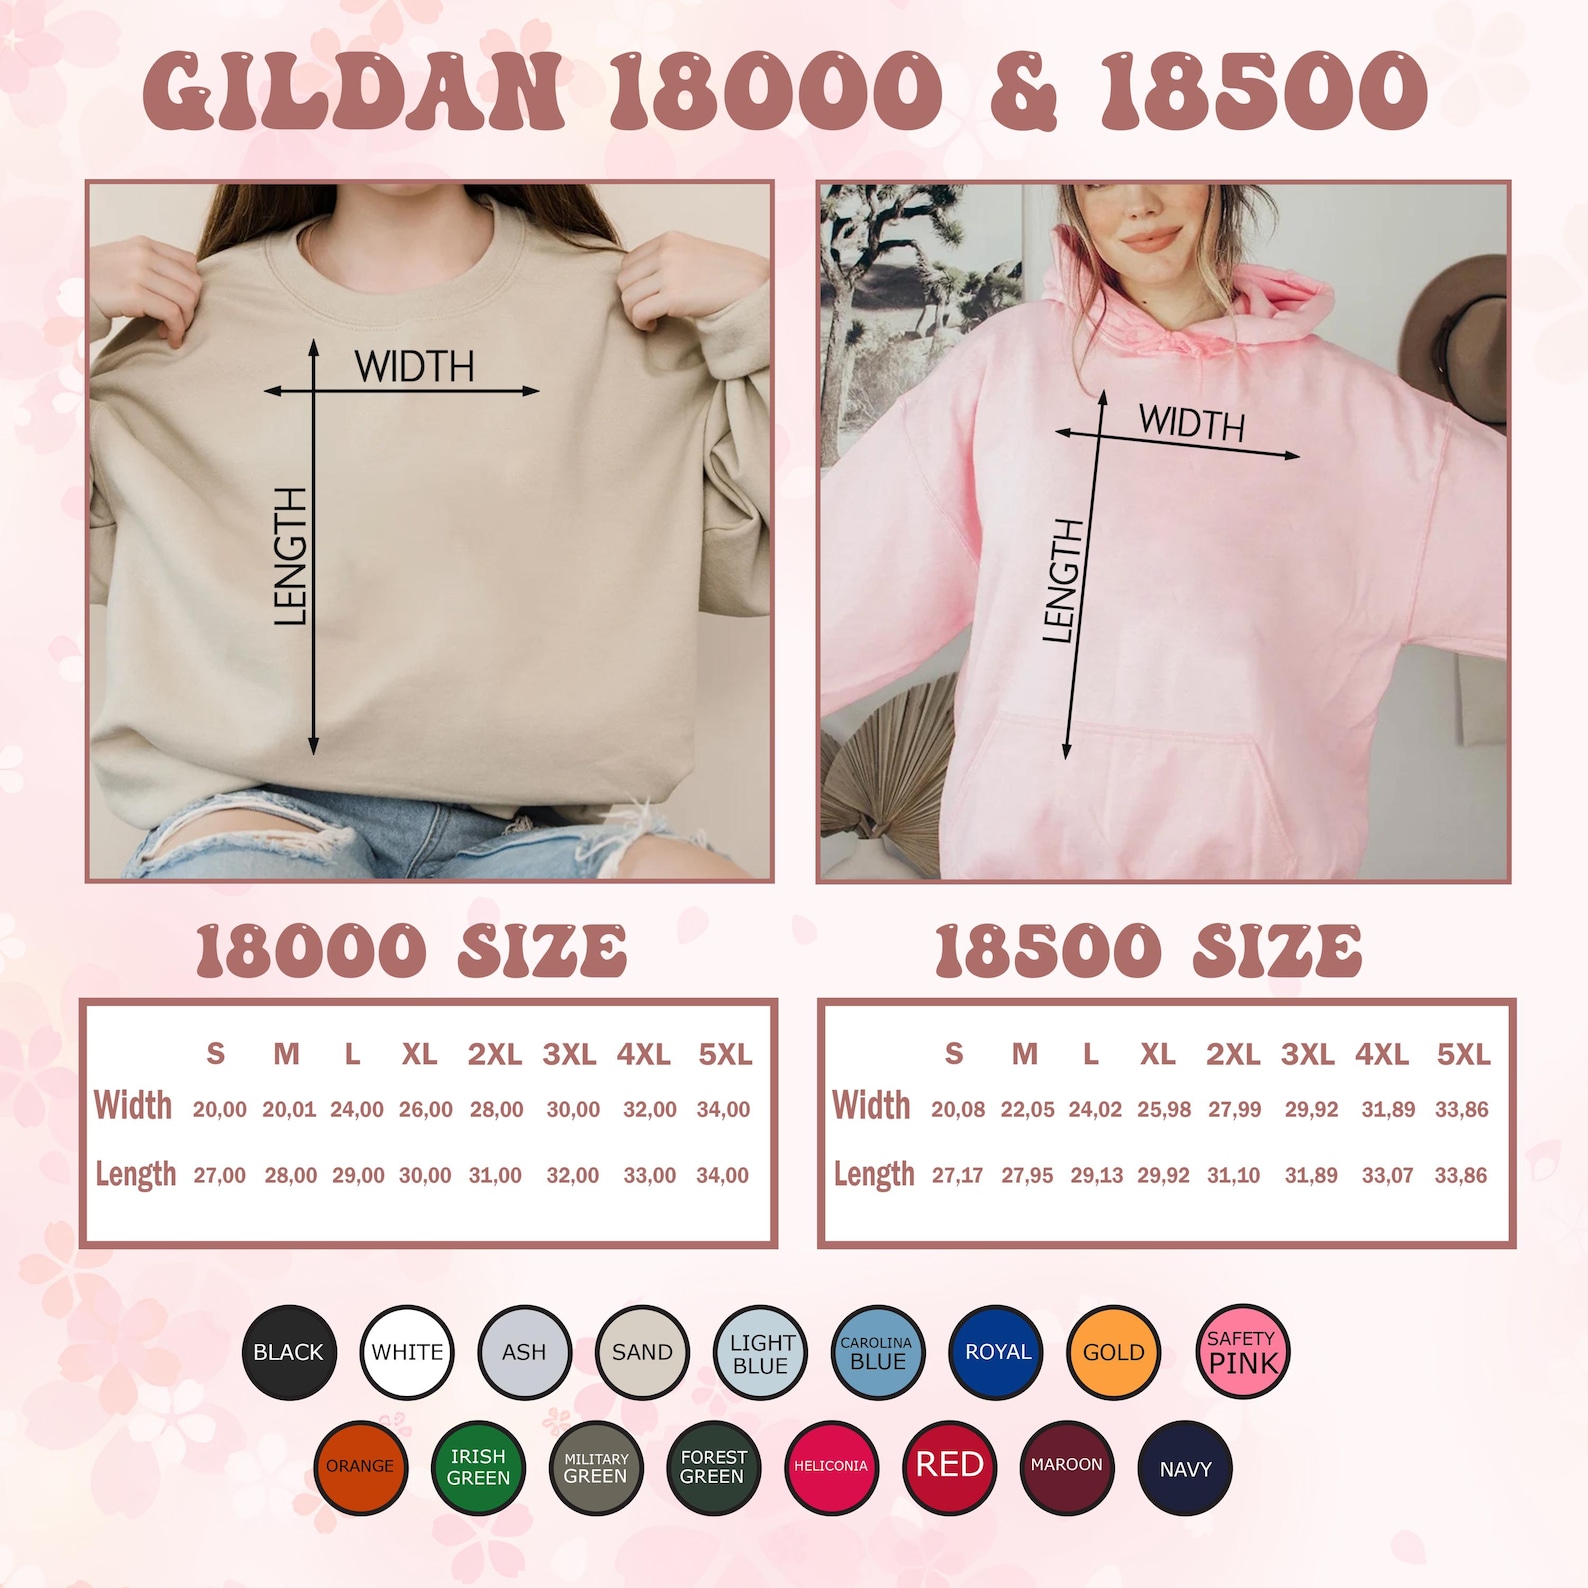 GILDAN 18000 & 18500
WIDTH
LENGTH
WIDTH
LENGTH
18000 SIZE
S M L XL 2XL 3XL 4XL 5XL
Width 20,00 20,01 24,00 26,00 28,00 30,00 32,00 34,00
Length 27,00 28,00 29,00 30,00 31,00 32,00 33,00 34,00
18500 SIZE
S M L XL 2XL 3XL 4XL 5XL
Width 20,08 22,05 24,02 25,98 27,99 29,92 31,89 33,86
Length 27,17 27,95 29,13 29,92 31,10 31,89 33,07 33,86
BLACK
WHITE
ASH
SAND
LIGHT
BLUE
CAROLINA
BLUE
ROYAL
GOLD
SAFETY
PINK
ORANGE
IRISH
GREEN
MILITARY
GREEN
FOREST
GREEN
HELICONIA
RED
MAROON
NAVY